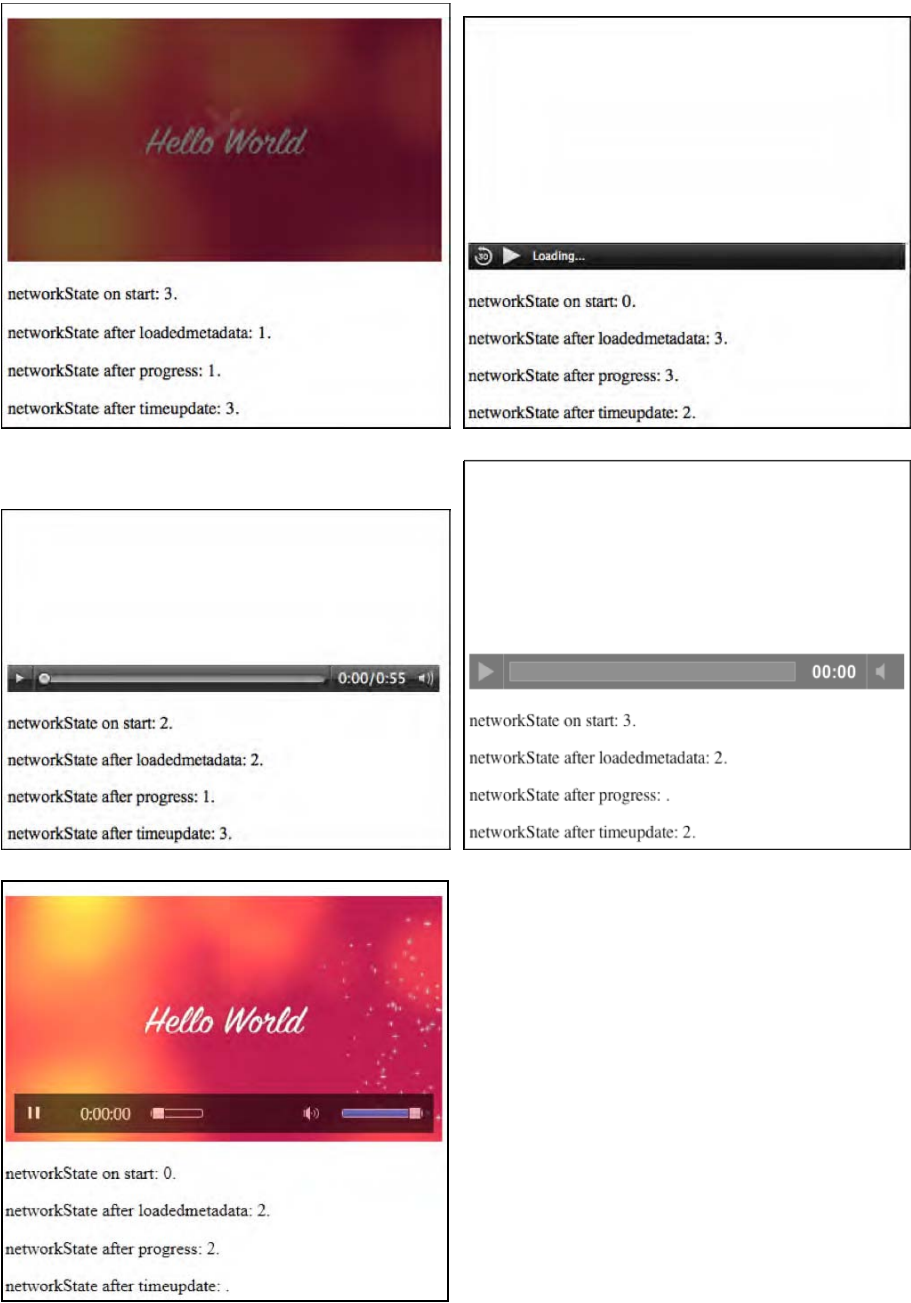 Hello World
networkState on start: 3.
networkState after loadedmetadata: 1.
networkState after progress: 1.
networkState after timeupdate: 3.
30
Loading...
networkState on start: 0.
networkState after loadedmetadata: 3.
networkState after progress: 3.
networkState after timeupdate: 2.
0:00/0:55
networkState on start: 2.
networkState after loadedmetadata: 2.
networkState after progress: 1.
networkState after timeupdate: 3.
00:00
networkState on start: 3.
networkState after loadedmetadata: 2.
networkState after progress: .
networkState after timeupdate: 2.
Hello World
0:00:00
networkState on start: 0.
networkState after loadedmetadata: 2.
networkState after progress: 2.
networkState after timeupdate: .